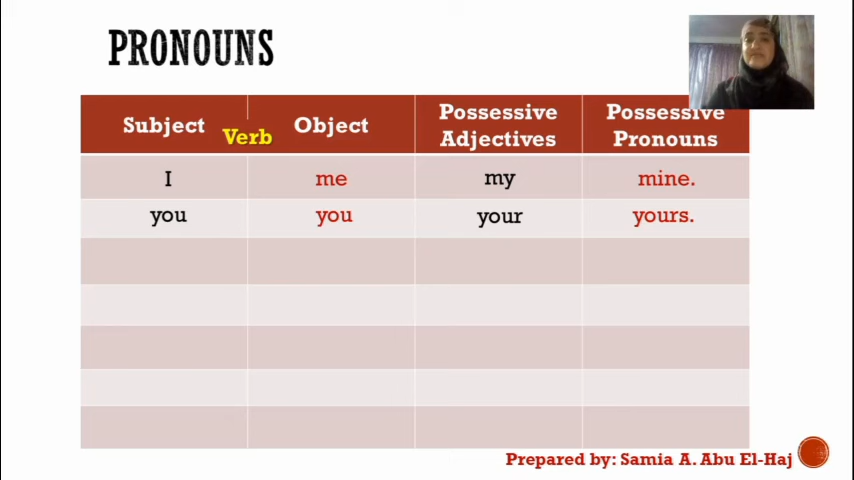 PRONOUNS
Subject Verb Object Possessive Adjectives Possessive Pronouns
I me my mine.
you you your yours.
Prepared by: Samia A. Abu El-Haj